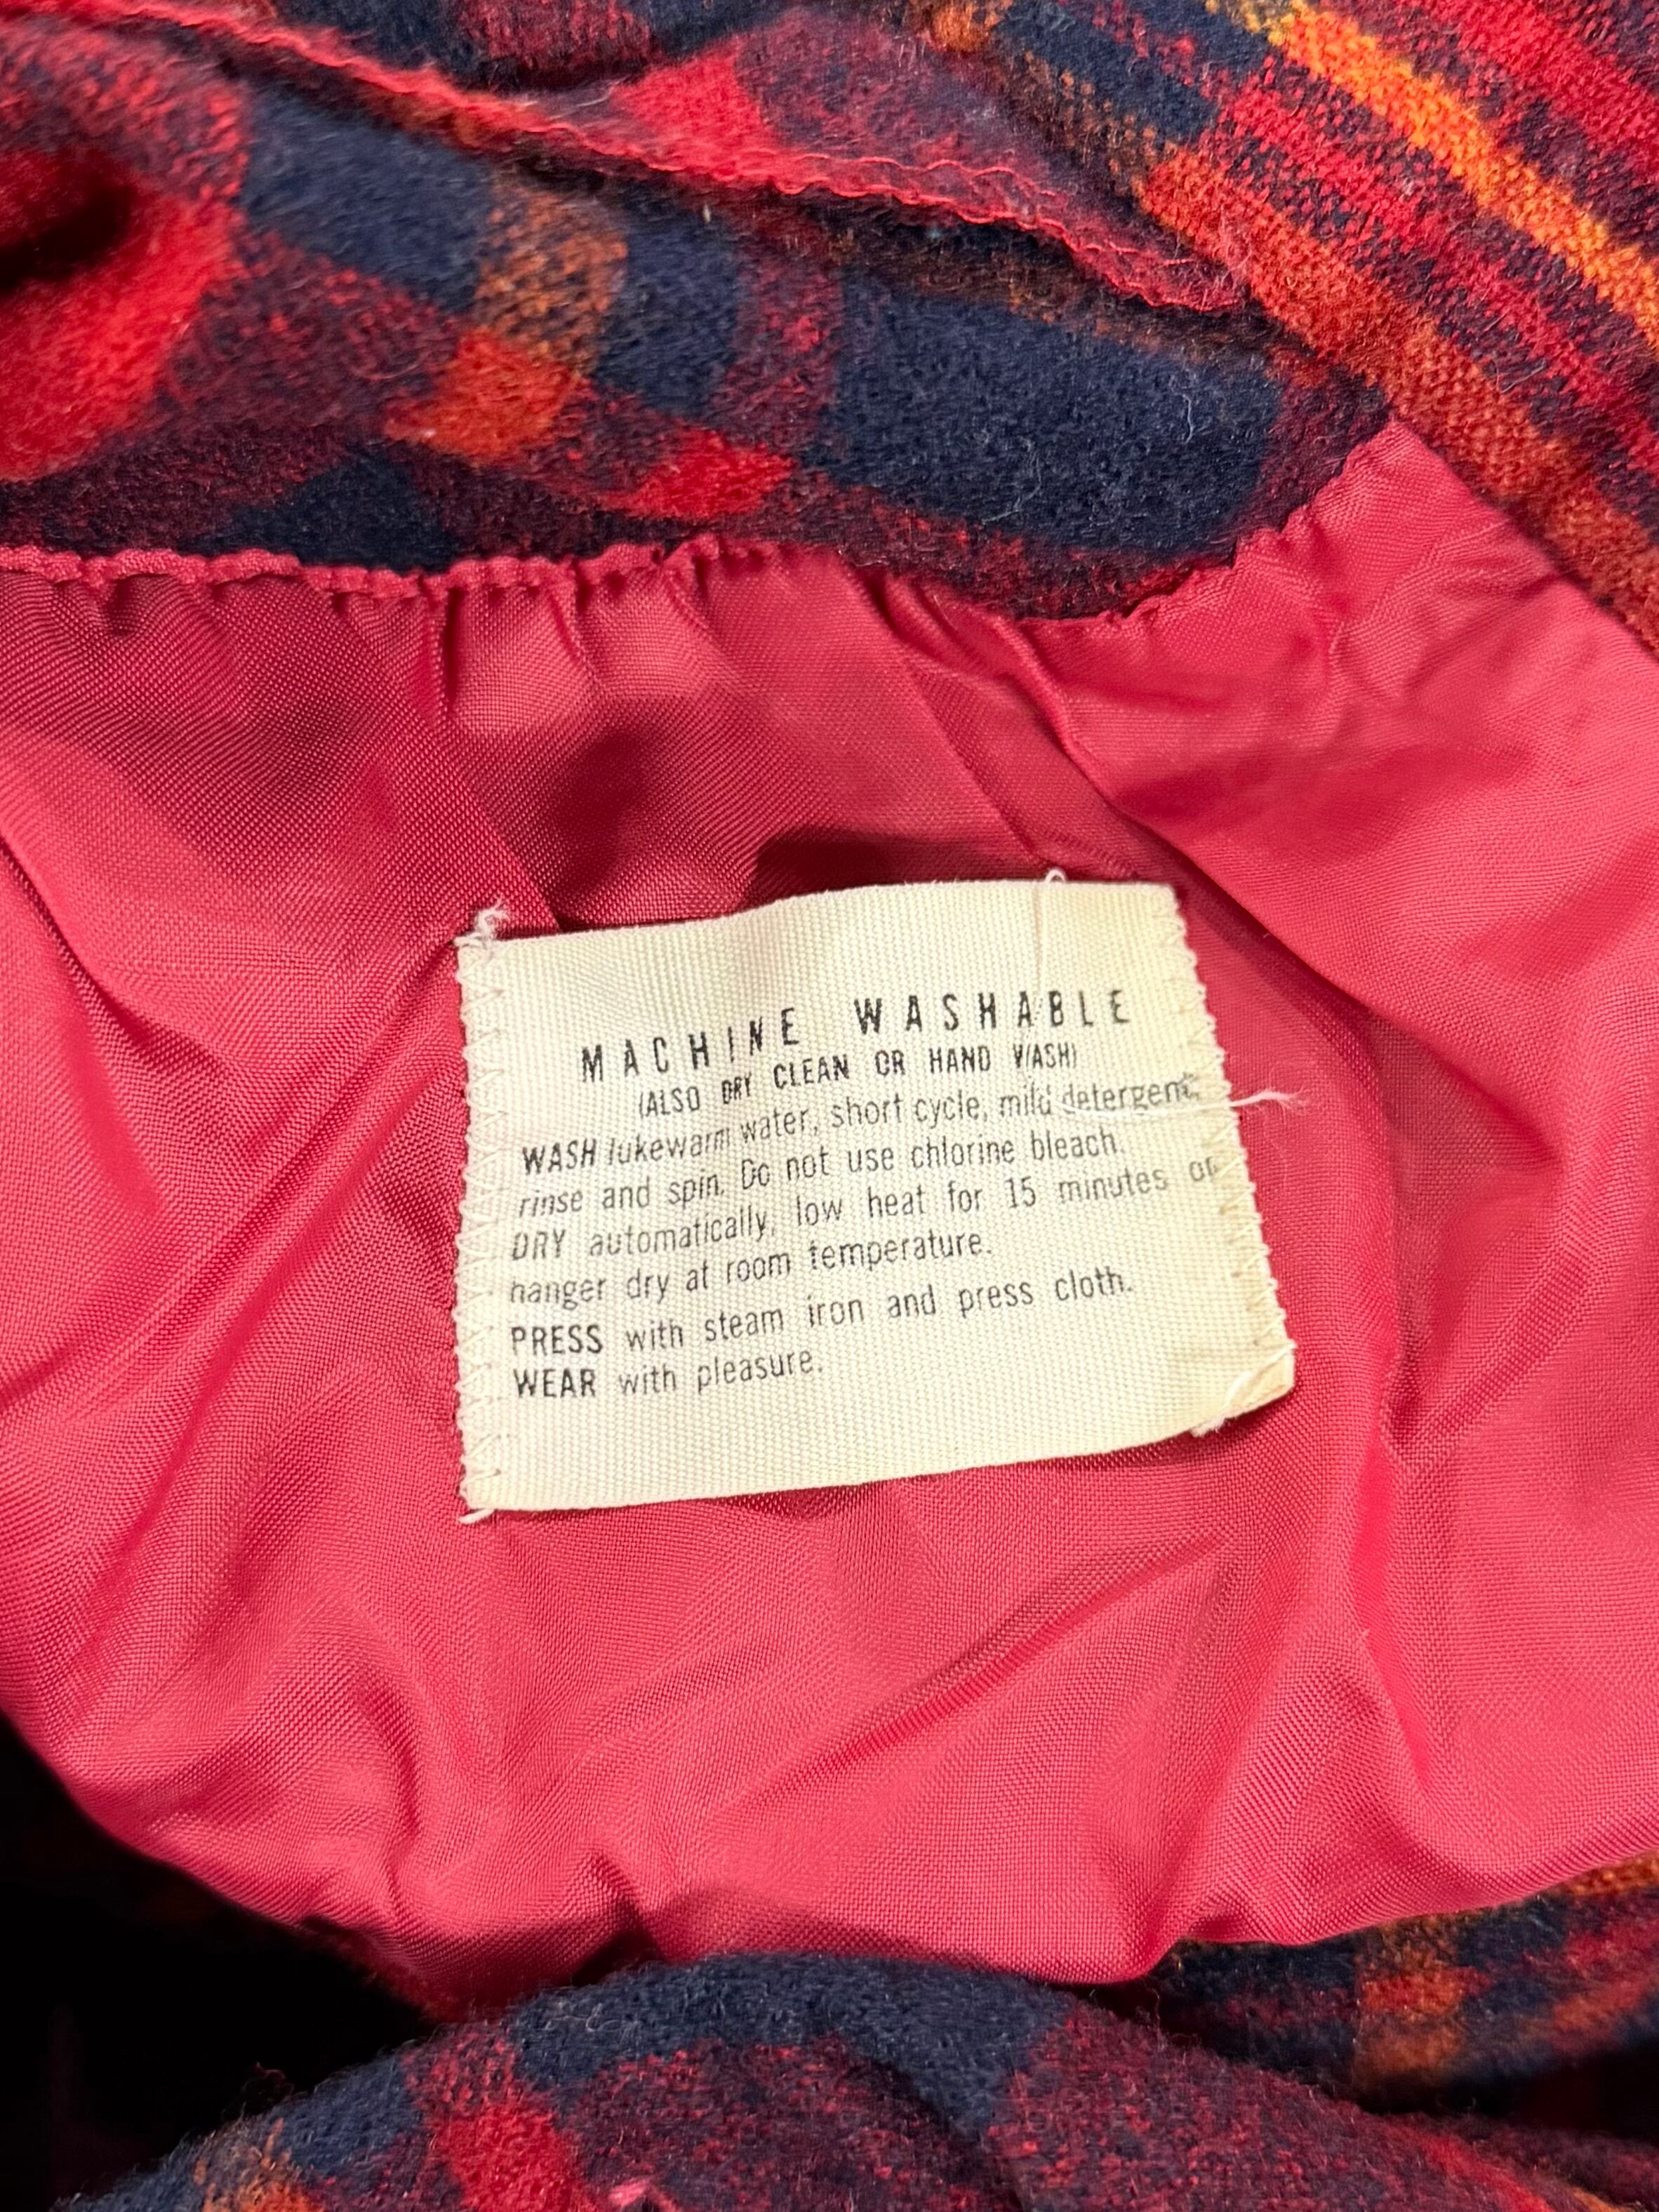 MACHINE WASHABLE
(ALSO DRY CLEAN OR HAND WASH)
WASH lukewarm water, short cycle, mild detergent,
rinse and spin. Do not use chlorine bleach.
DRY automatically, low heat for 15 minutes or
hanger dry at room temperature.
PRESS with steam iron and press cloth.
WEAR with pleasure.